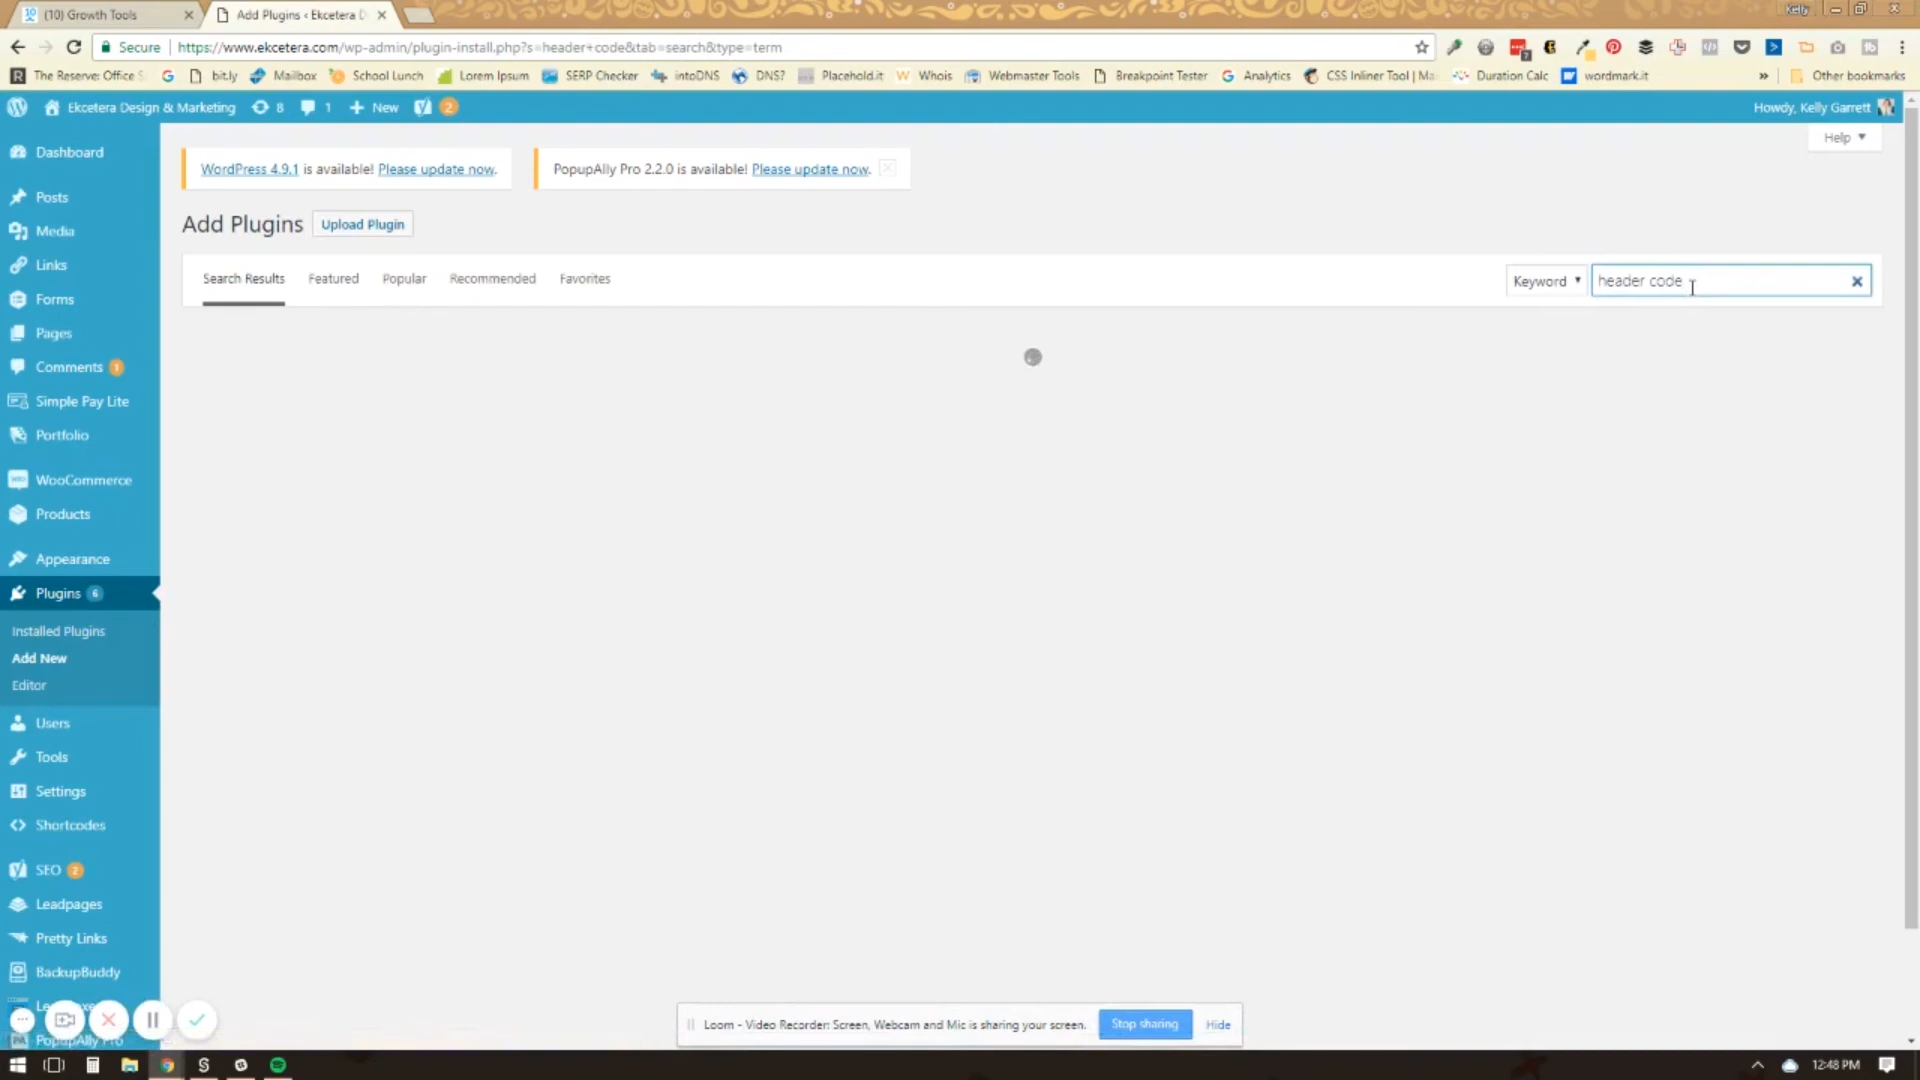 (10) Growth Tools
Add Plugins ‹ Ekcetera D
Kelly
Secure
https://www.ekcetera.com/wp-admin/plugin-install.php?s=header+code&tab=search&type=term
The Reserve: Office S
bit.ly
Mailbox
School Lunch
Lorem Ipsum
SERP Checker
intoDNS
DNS?
Placehold.it
Whois
Webmaster Tools
Breakpoint Tester
Analytics
CSS Inliner Tool | Ma
Duration Calc
wordmark.it
»
Other bookmarks
Ekcetera Design & Marketing
8
1
+ New
2
Howdy, Kelly Garrett
Help
Dashboard
Posts
Media
Links
Forms
Pages
Comments 1
Simple Pay Lite
Portfolio
WooCommerce
Products
Appearance
Plugins 6
Installed Plugins
Add New
Editor
Users
Tools
Settings
Shortcodes
SEO 2
Leadpages
Pretty Links
BackupBuddy
PopupAlly Pro
WordPress 4.9.1 is available! Please update now.
PopupAlly Pro 2.2.0 is available! Please update now.
Add Plugins
Upload Plugin
Search Results
Featured
Popular
Recommended
Favorites
Keyword
header code
Loom - Video Recorder: Screen, Webcam and Mic is sharing your screen.
Stop sharing
Hide
12:48 PM